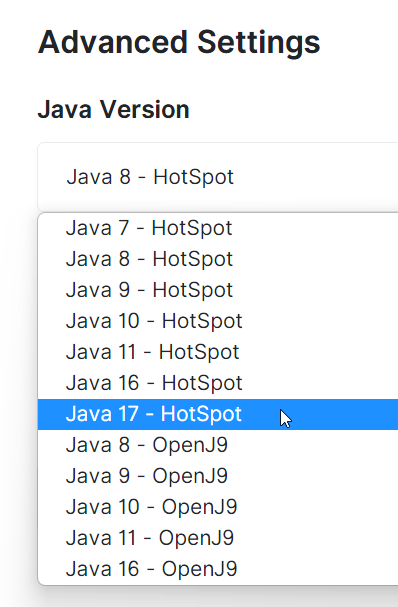 Advanced Settings
Java Version
Java 8 - HotSpot
Java 7 - HotSpot
Java 8 - HotSpot
Java 9 - HotSpot
Java 10 - HotSpot
Java 11 - HotSpot
Java 16 - HotSpot
Java 17 - HotSpot
Java 8 - OpenJ9
Java 9 - OpenJ9
Java 10 - OpenJ9
Java 11 - OpenJ9
Java 16 - OpenJ9